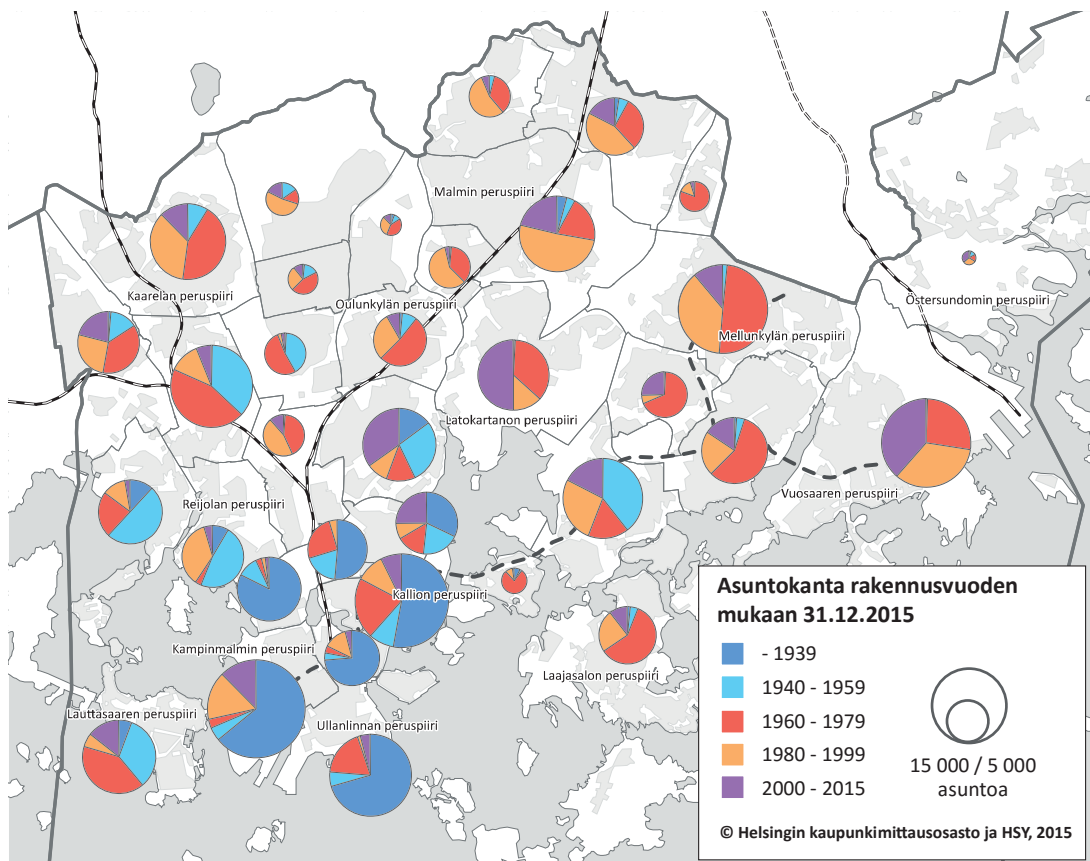 Malmin peruspiiri
Kaarelan peruspiiri
Oulunkylän peruspiiri
Östersundomin peruspiiri
Mellunkylän peruspiiri
Latokartanon peruspiiri
Vuosaaren peruspiiri
Reijolan peruspiiri
Kallion peruspiiri
Kampinmalmin peruspiiri
Laajasalon peruspiiri
Lauttasaaren peruspiiri
Ullanlinnan peruspiiri
Asuntokanta rakennusvuoden
mukaan 31.12.2015
- 1939
1940 - 1959
1960 - 1979
1980 - 1999
2000 - 2015
15 000 / 5 000
asuntoa
© Helsingin kaupunkimittausosasto ja HSY, 2015